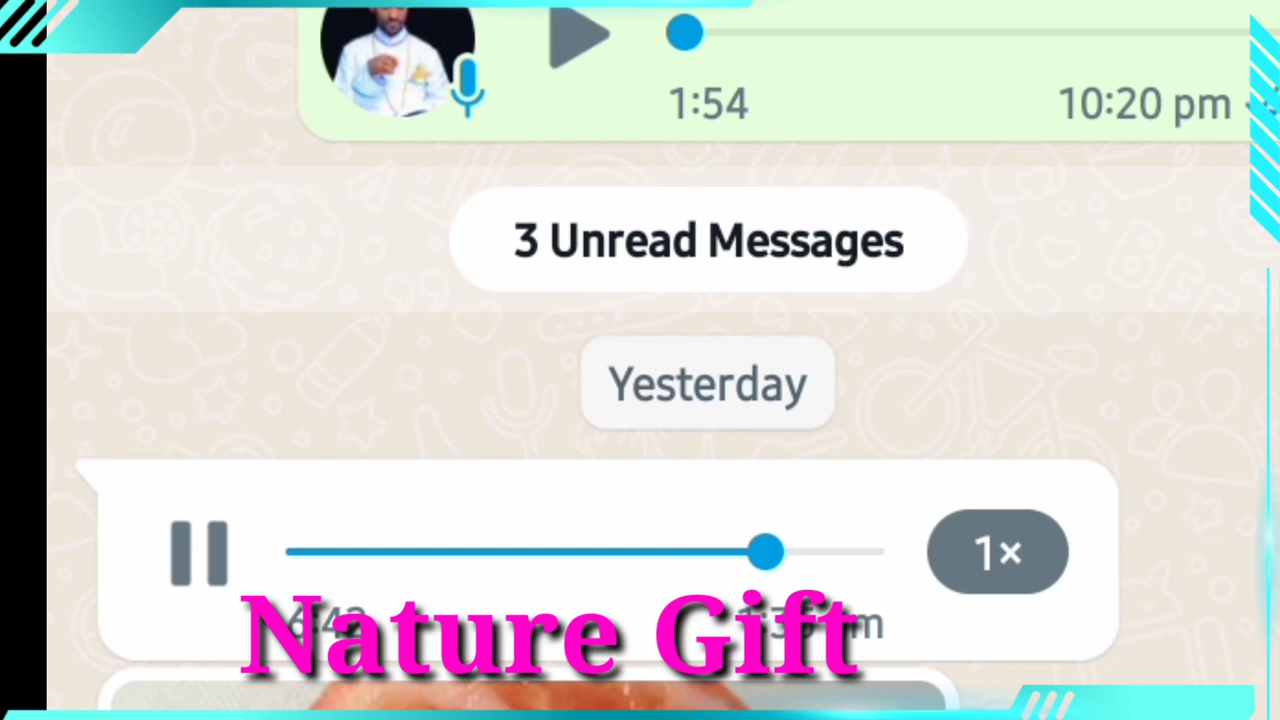 1:54 10:20 pm
3 Unread Messages
Yesterday
1×
Nature Gift